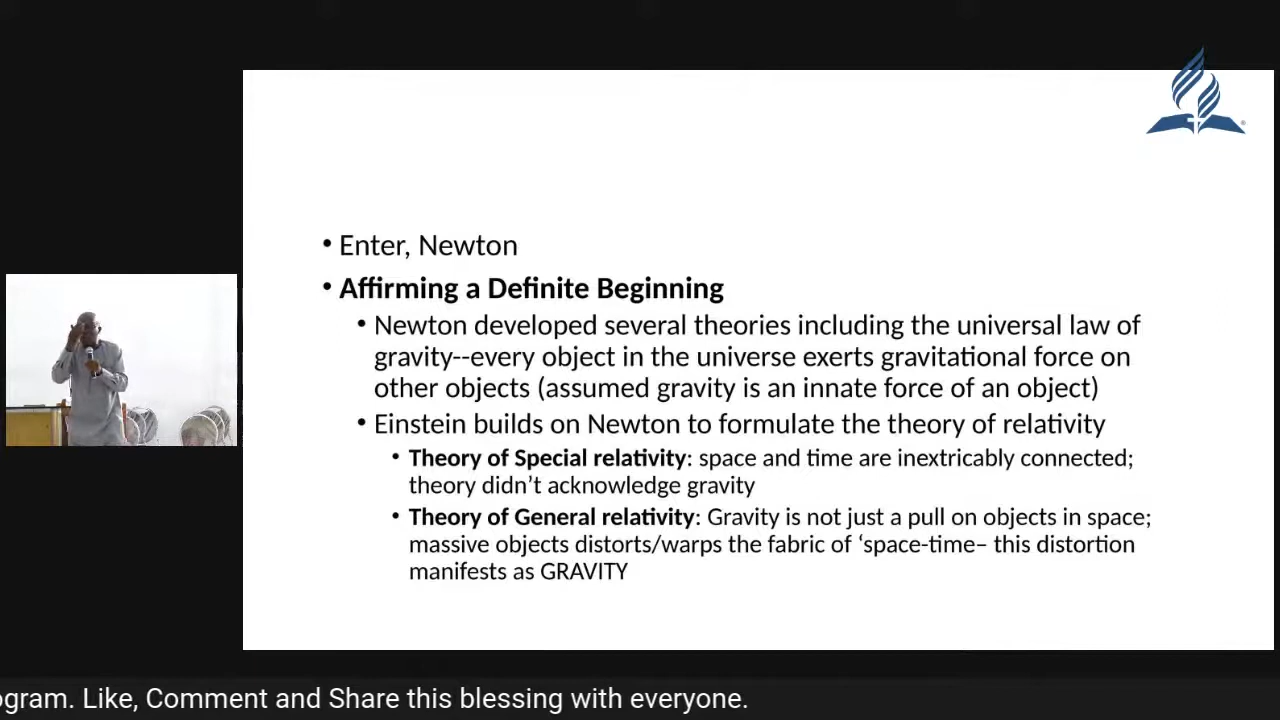 • Enter, Newton
• Affirming a Definite Beginning
• Newton developed several theories including the universal law of
gravity--every object in the universe exerts gravitational force on
other objects (assumed gravity is an innate force of an object)
• Einstein builds on Newton to formulate the theory of relativity
• Theory of Special relativity: space and time are inextricably connected;
theory didn’t acknowledge gravity
• Theory of General relativity: Gravity is not just a pull on objects in space;
massive objects distorts/warps the fabric of ‘space-time– this distortion
manifests as GRAVITY
ogram. Like, Comment and Share this blessing with everyone.